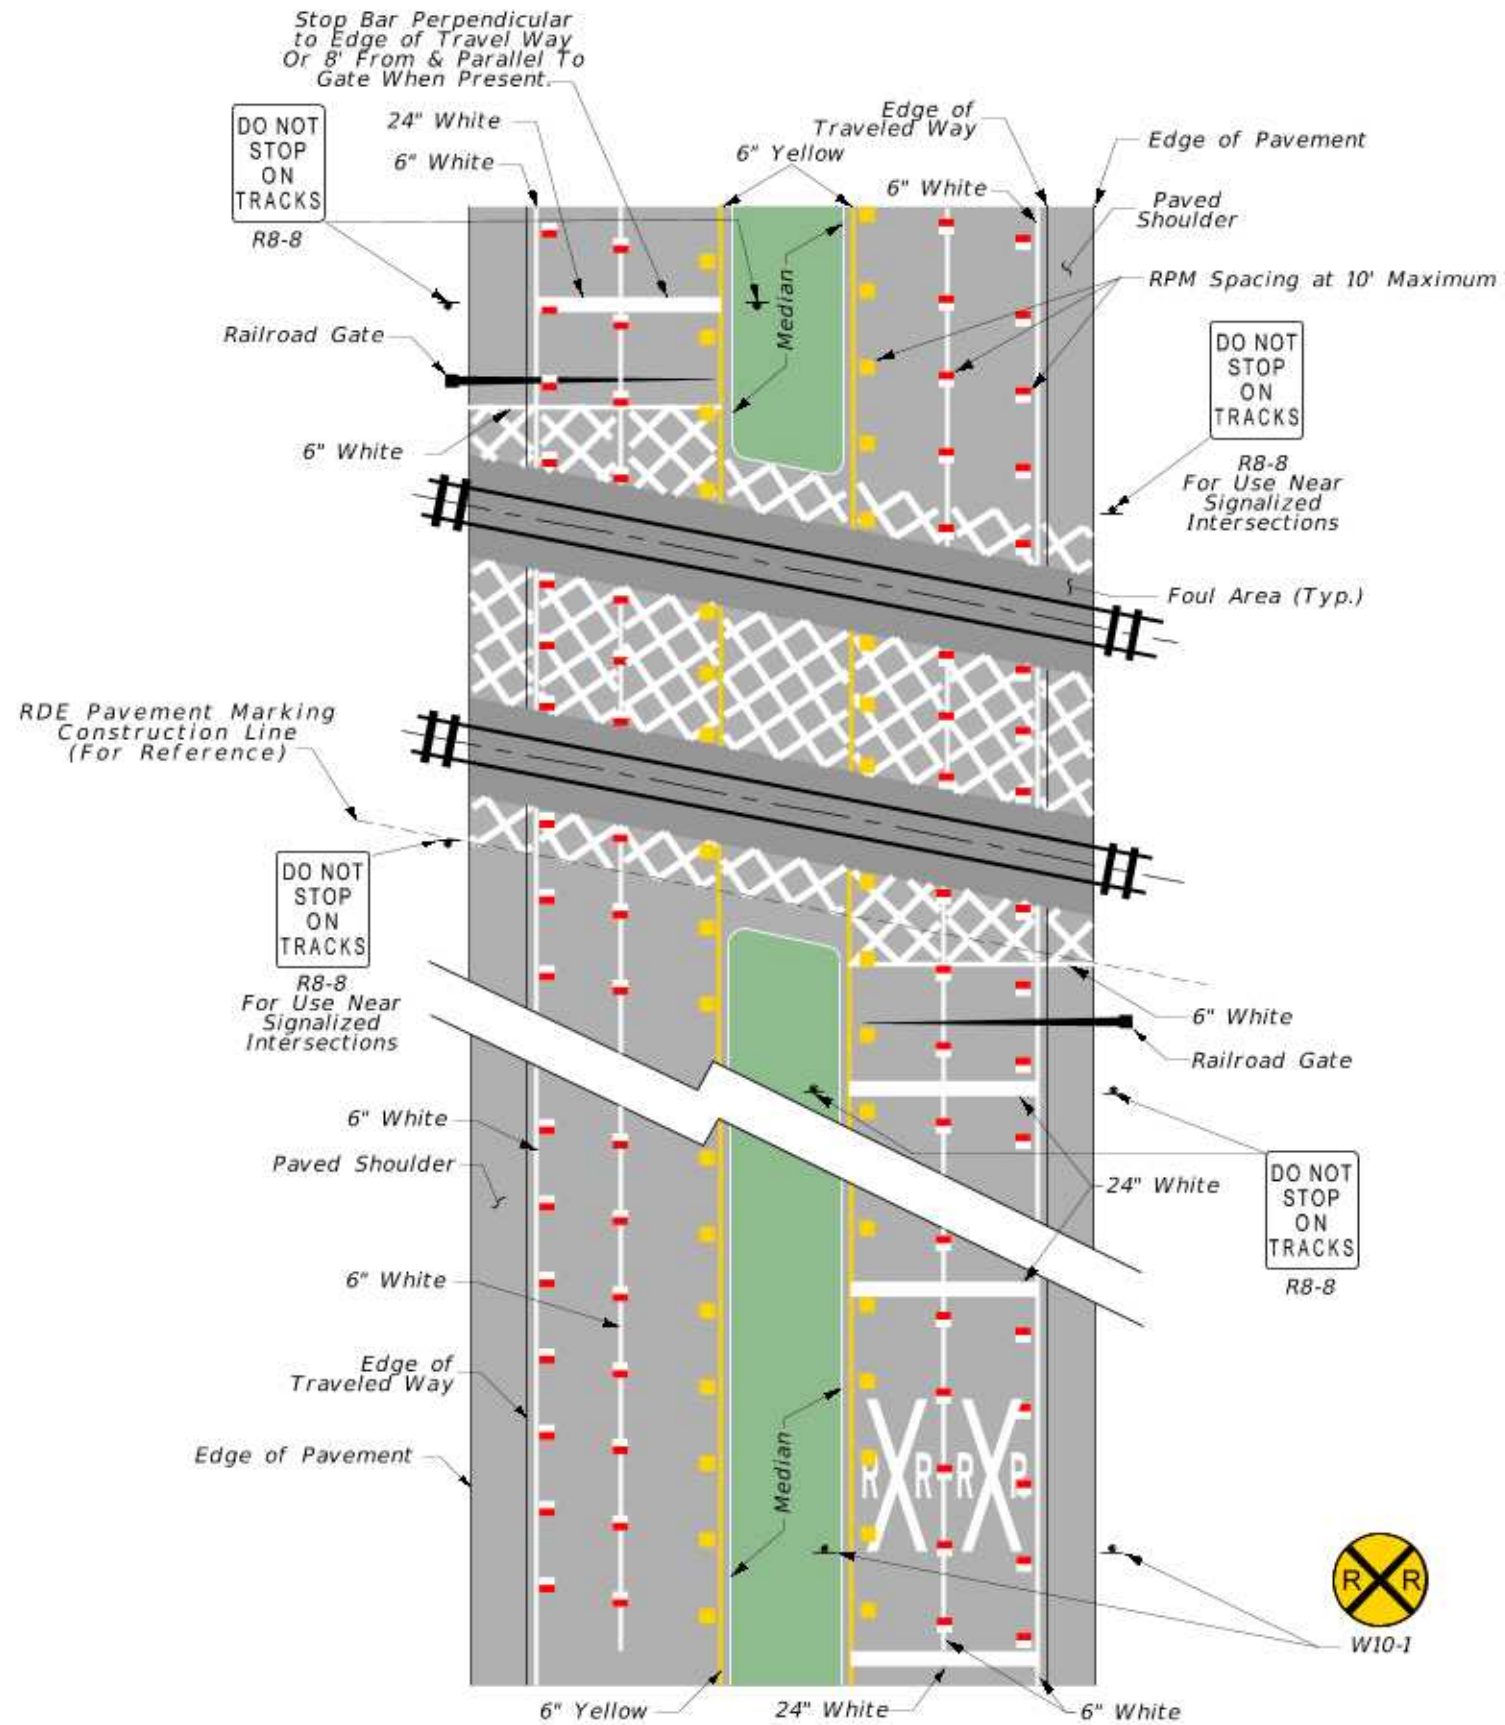 Stop Bar Perpendicular
to Edge of Travel Way
Or 8' From & Parallel To
Gate When Present.
DO NOT
STOP
ON
TRACKS
R8-8
24" White
6" White
6" Yellow
Edge of
Traveled Way
6" White
Edge of Pavement
Paved
Shoulder
Median
RPM Spacing at 10' Maximum
Railroad Gate
DO NOT
STOP
ON
TRACKS
R8-8
For Use Near
Signalized
Intersections
6" White
Foul Area (Typ.)
RDE Pavement Marking
Construction Line
(For Reference)
DO NOT
STOP
ON
TRACKS
R8-8
For Use Near
Signalized
Intersections
6" White
Railroad Gate
6" White
Paved Shoulder
24" White
DO NOT
STOP
ON
TRACKS
R8-8
6" White
Edge of
Traveled Way
Edge of Pavement
Median
R R R R
R R
W10-1
6" Yellow
24" White
6" White